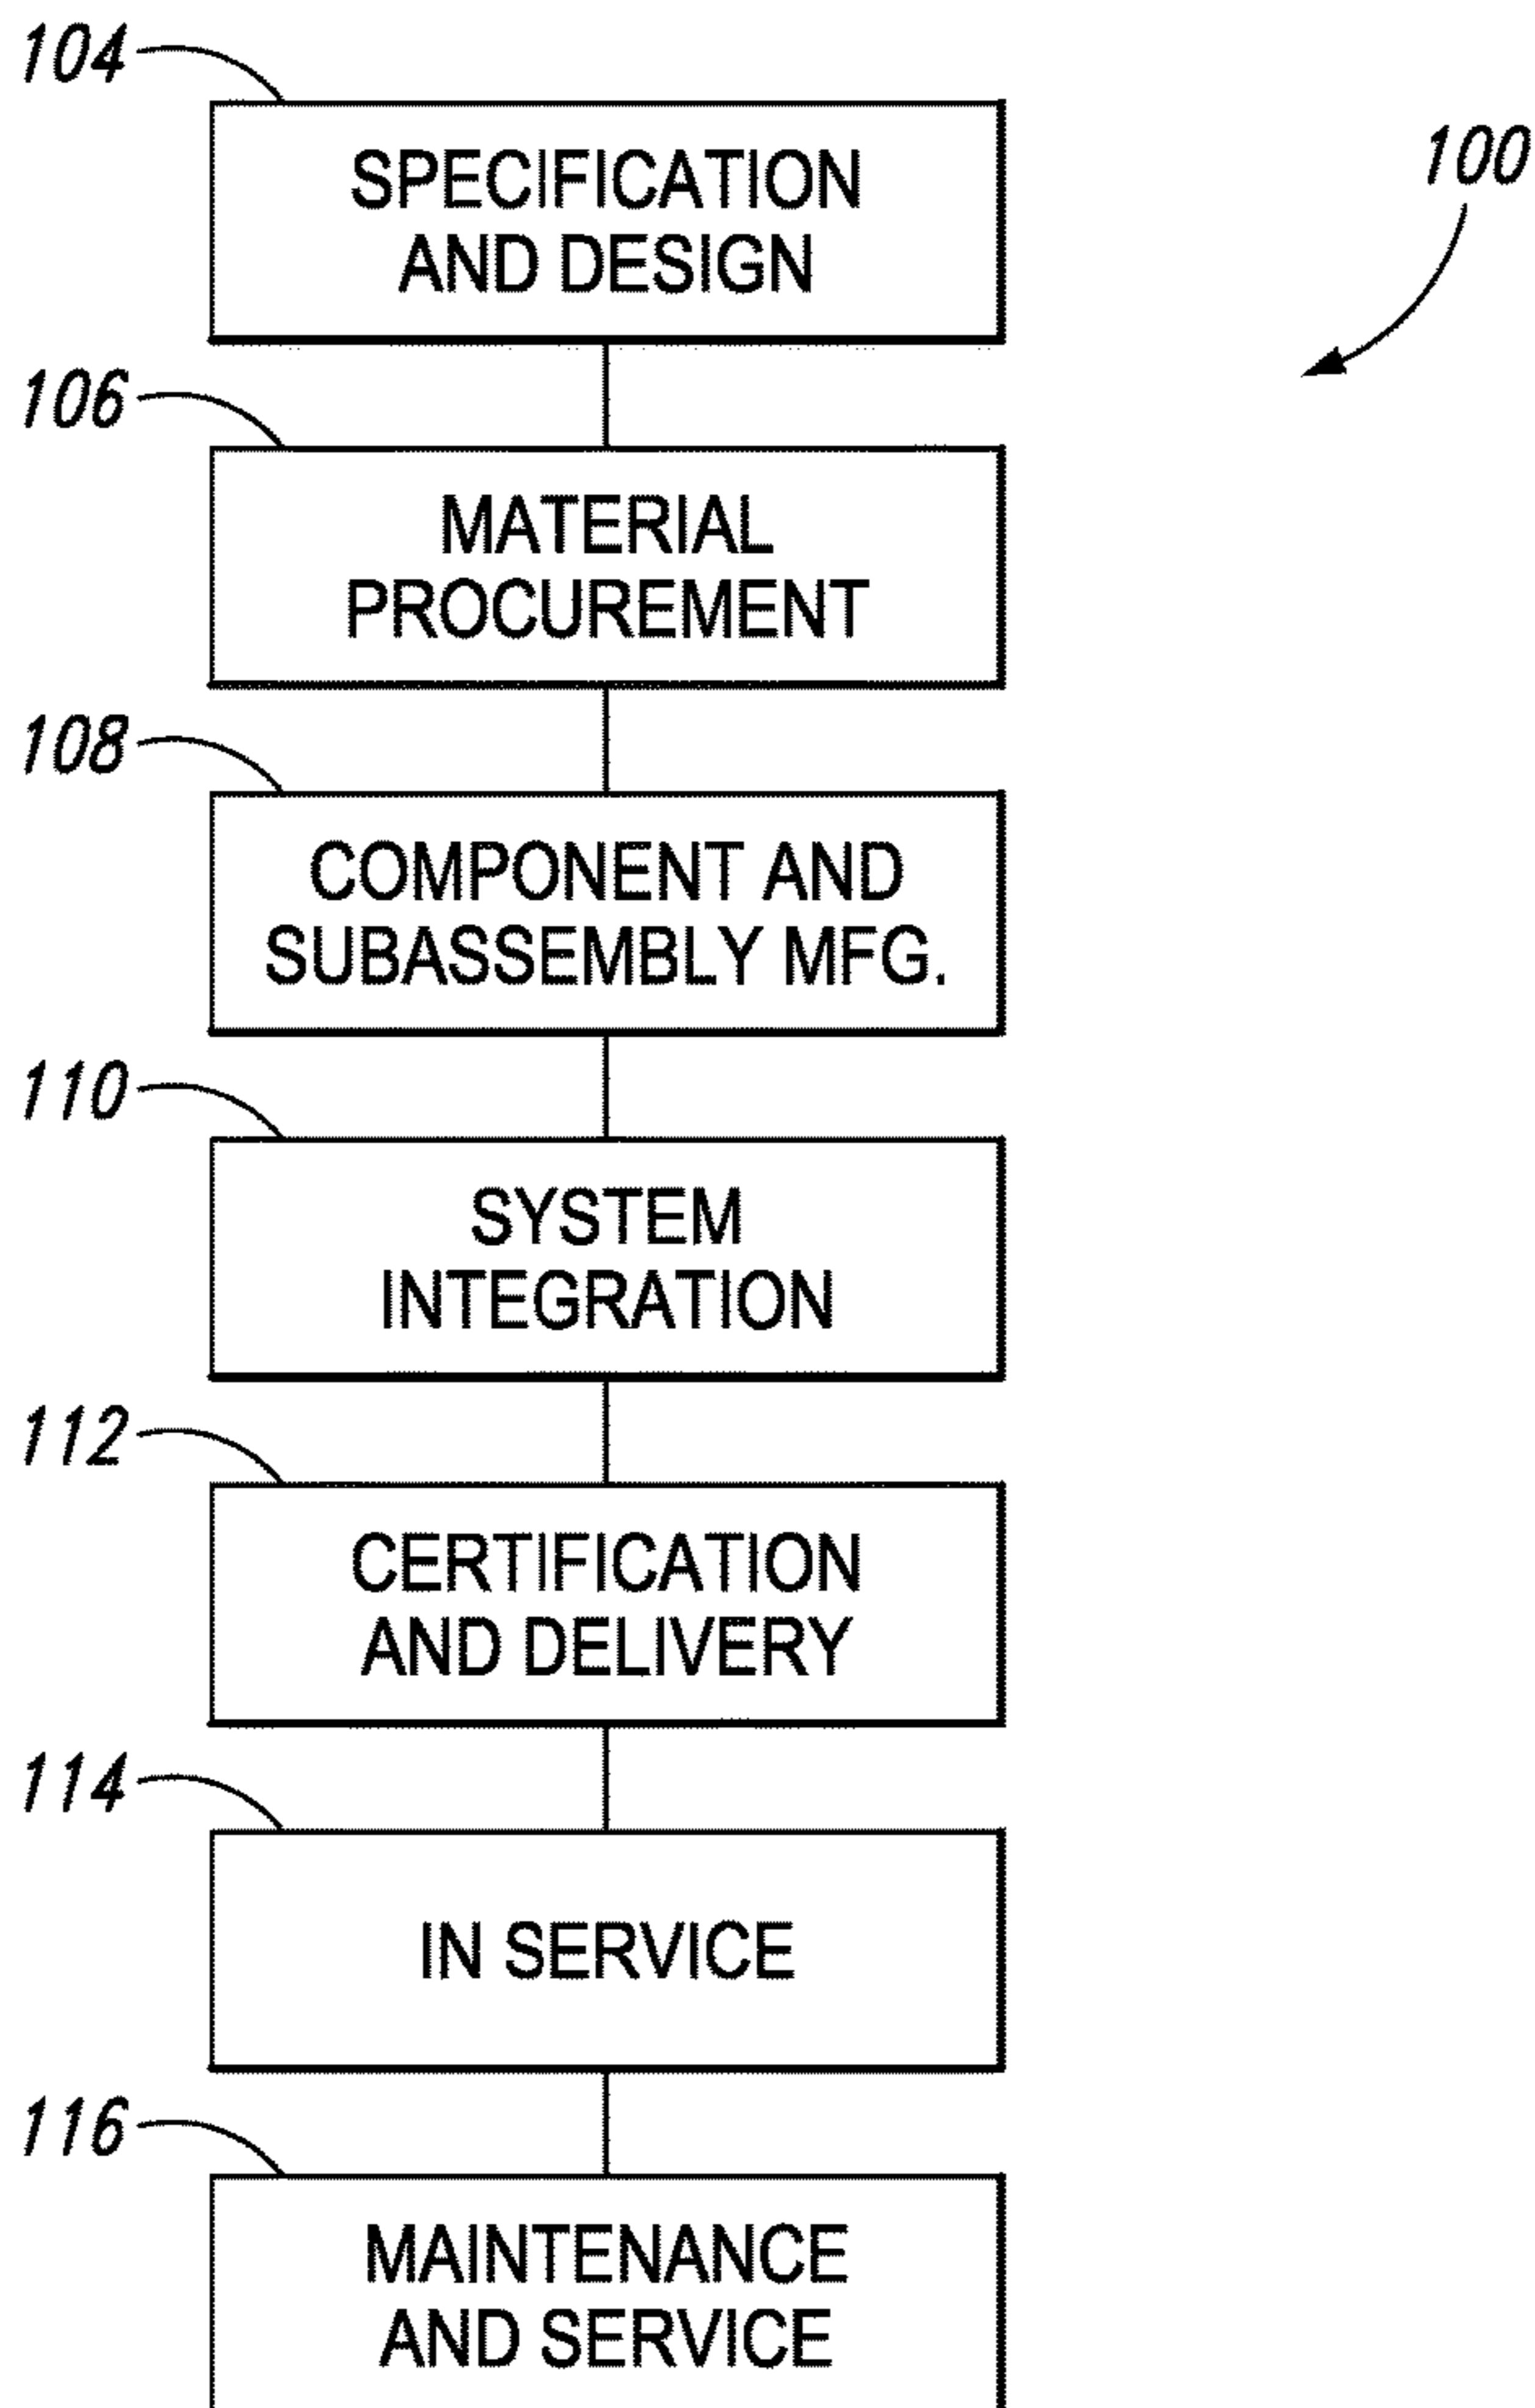 104
SPECIFICATION
AND DESIGN
100
106
MATERIAL
PROCUREMENT
108
COMPONENT AND
SUBASSEMBLY MFG.
110
SYSTEM
INTEGRATION
112
CERTIFICATION
AND DELIVERY
114
IN SERVICE
116
MAINTENANCE
AND SERVICE